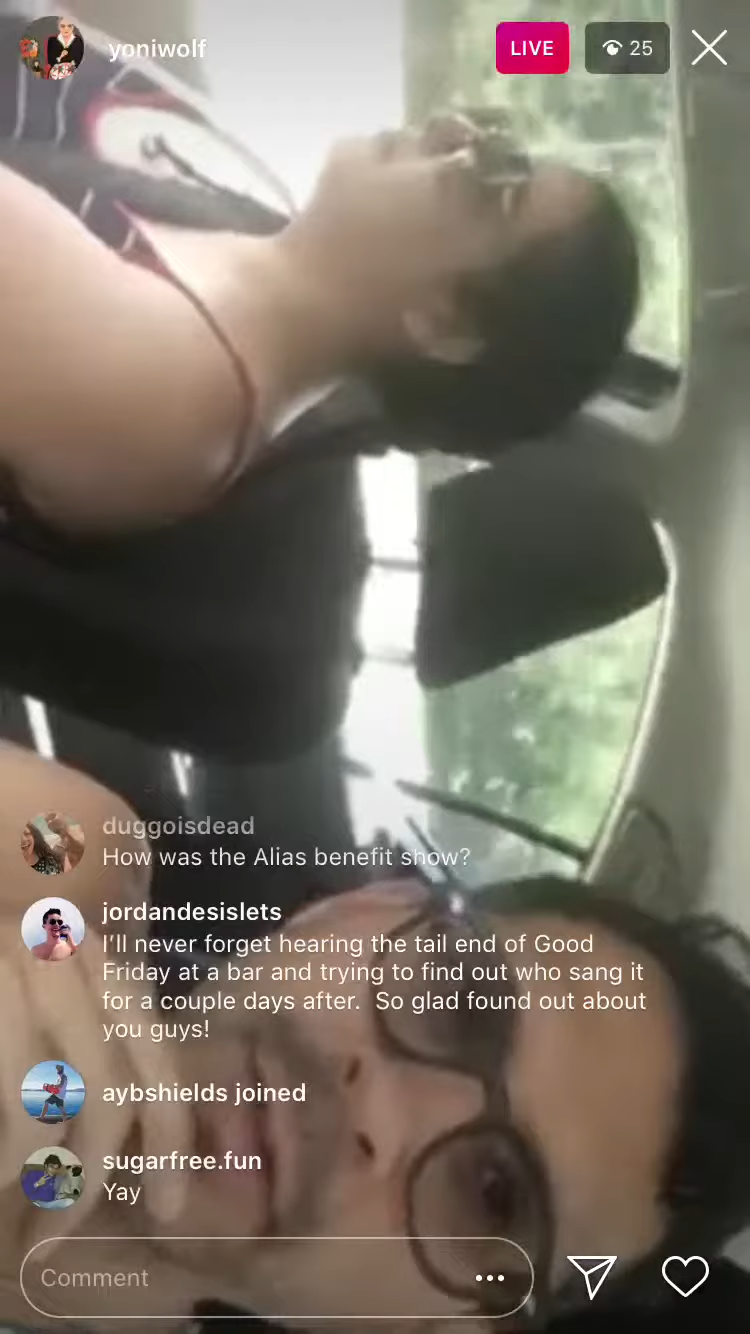 yoniwolf
LIVE
25
duggoisdead
How was the Alias benefit show?
jordandesislets
I’ll never forget hearing the tail end of Good
Friday at a bar and trying to find out who sang it
for a couple days after.  So glad found out about
you guys!
aybshields joined
sugarfree.fun
Yay
Comment